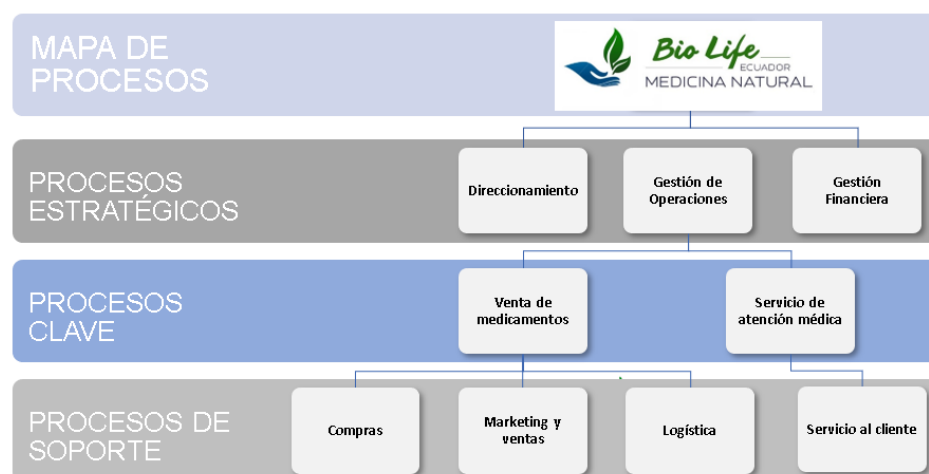 MAPA DE
PROCESOS
Bio Life
ECUADOR
MEDICINA NATURAL
PROCESOS
ESTRATÉGICOS
Direccionamiento
Gestión de
Operaciones
Gestión
Financiera
PROCESOS
CLAVE
Venta de
medicamentos
Servicio de
atención médica
PROCESOS DE
SOPORTE
Compras
Marketing y
ventas
Logística
Servicio al cliente